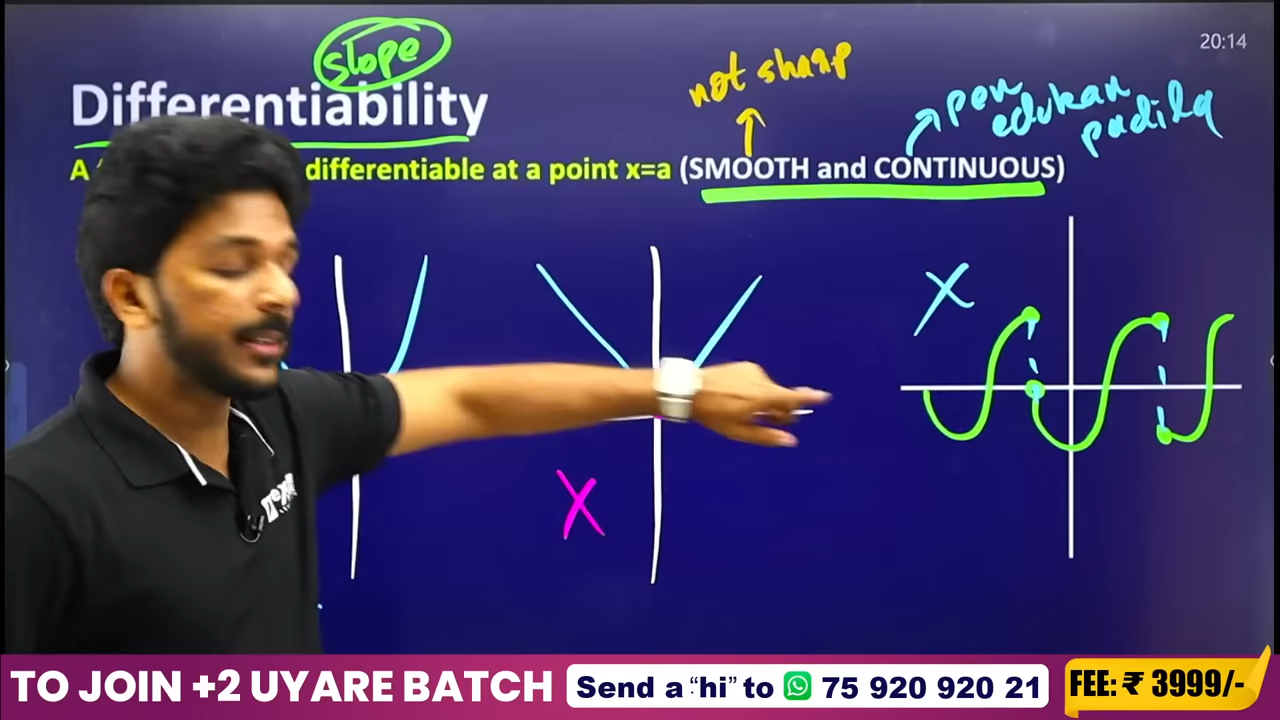 20:14
slope
not sharp
pen
edukan
padilla
Differentiability
A differentiable at a point x=a (SMOOTH and CONTINUOUS)
X
X
TO JOIN +2 UYARE BATCH
Send a “hi” to 75 920 920 21
FEE: ₹ 3999/-